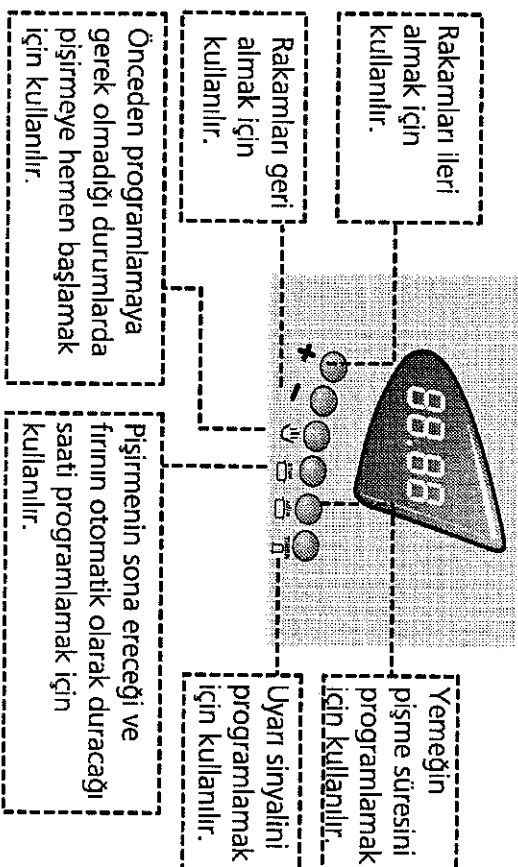 Rakamları ileri
almak için
kullanılır.
Rakamları geri
almak için
kullanılır.
Önceden programlamaya
gerek olmadığı durumlarda
pişirmeye hemen başlamak
için kullanılır.
Pişirmenin sona ereceği ve
fırının otomatik olarak duracağı
saati programlamak için
kullanılır.
Yemeğin
pişme süresini
programlamak
için kullanılır.
Uyarı sinyalini
programlamak
için kullanılır.
88.88
+ -